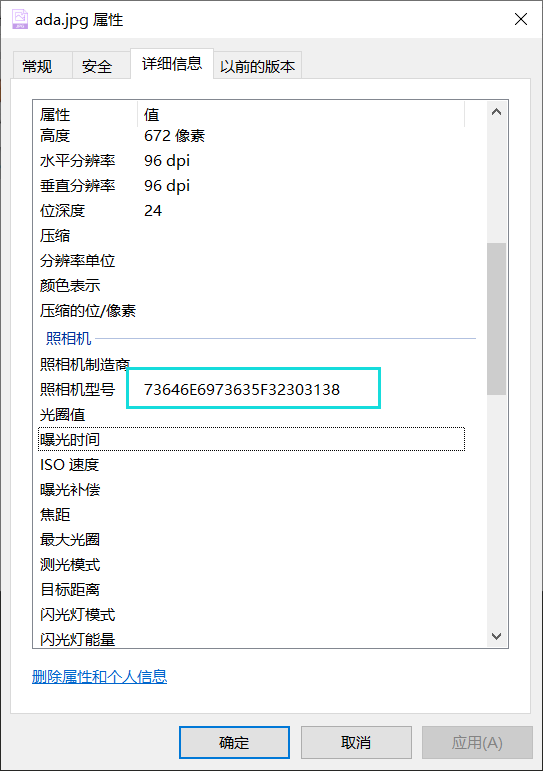 ada.jpg 属性
常规 安全 详细信息 以前的版本
属性 值
高度 672 像素
水平分辨率 96 dpi
垂直分辨率 96 dpi
位深度 24
压缩
分辨率单位
颜色表示
压缩的位/像素
照相机
照相机制造商
照相机型号 73646E6973635F32303138
光圈值
曝光时间
ISO 速度
曝光补偿
焦距
最大光圈
测光模式
目标距离
闪光灯模式
闪光灯能量
删除属性和个人信息
确定 取消 应用(A)